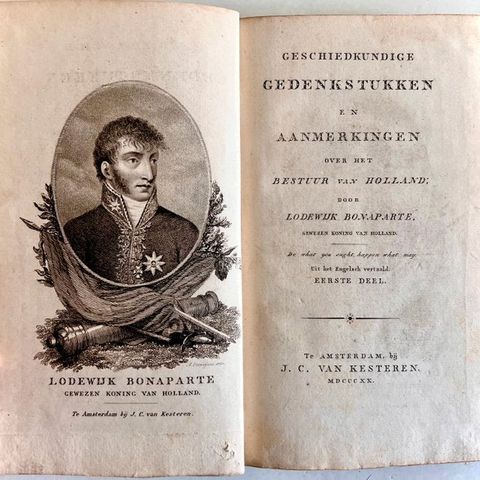 LODEWIJK BONAPARTE
GEWEZEN KONING VAN HOLLAND.
Te Amsterdam bij J. C. van Kesteren.
GESCHIEDKUNDIGE
GEDENKSTUKKEN
EN
AANMERKINGEN
OVER HET
BESTUUR VAN HOLLAND,
DOOR
LODEWIJK BONAPARTE,
GEWEZEN KONING VAN HOLLAND.
Do what you ought, happen what may.
Uit het Engelsch vertaald.
EERSTE DEEL.
Te AMSTERDAM, bij
J. C. VAN KESTEREN.
MDCCCXX.